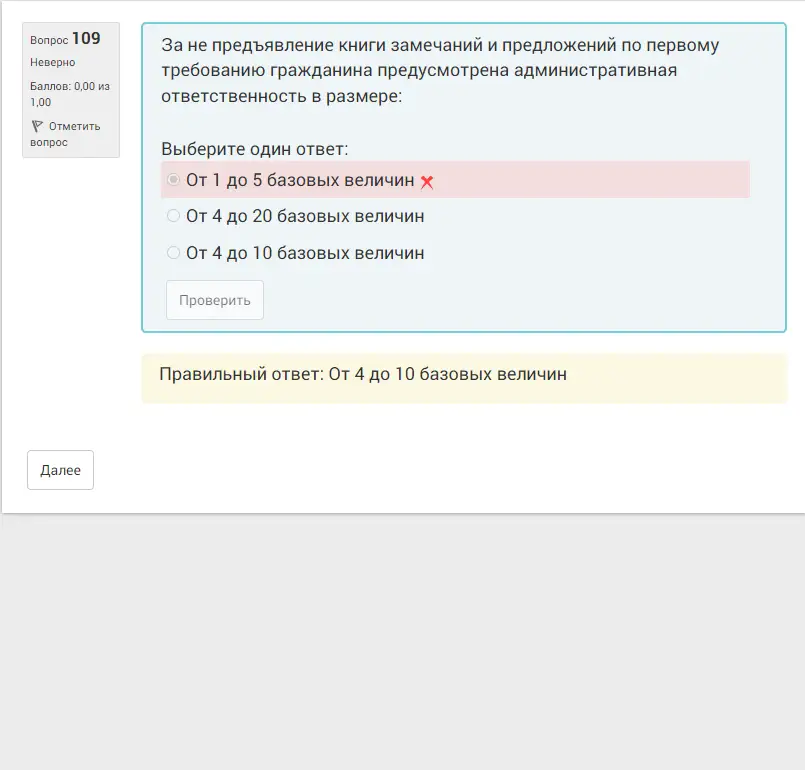 Вопрос 109
Неверно
Баллов: 0,00 из
1,00
Отметить
вопрос
За не предъявление книги замечаний и предложений по первому
требованию гражданина предусмотрена административная
ответственность в размере:
Выберите один ответ:
От 1 до 5 базовых величин
От 4 до 20 базовых величин
От 4 до 10 базовых величин
Проверить
Правильный ответ: От 4 до 10 базовых величин
Далее